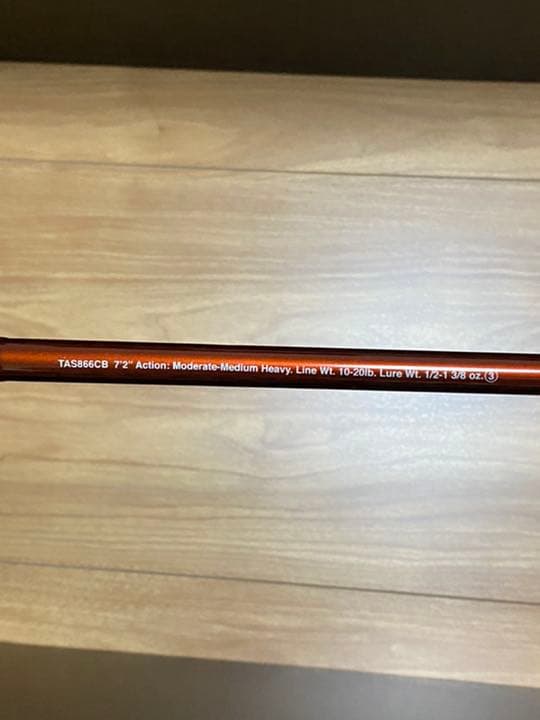 TAS866CB 7'2" Action: Moderate-Medium Heavy. Line Wt. 10-20lb. Lure Wt. 1/2-1 3/8 oz.③